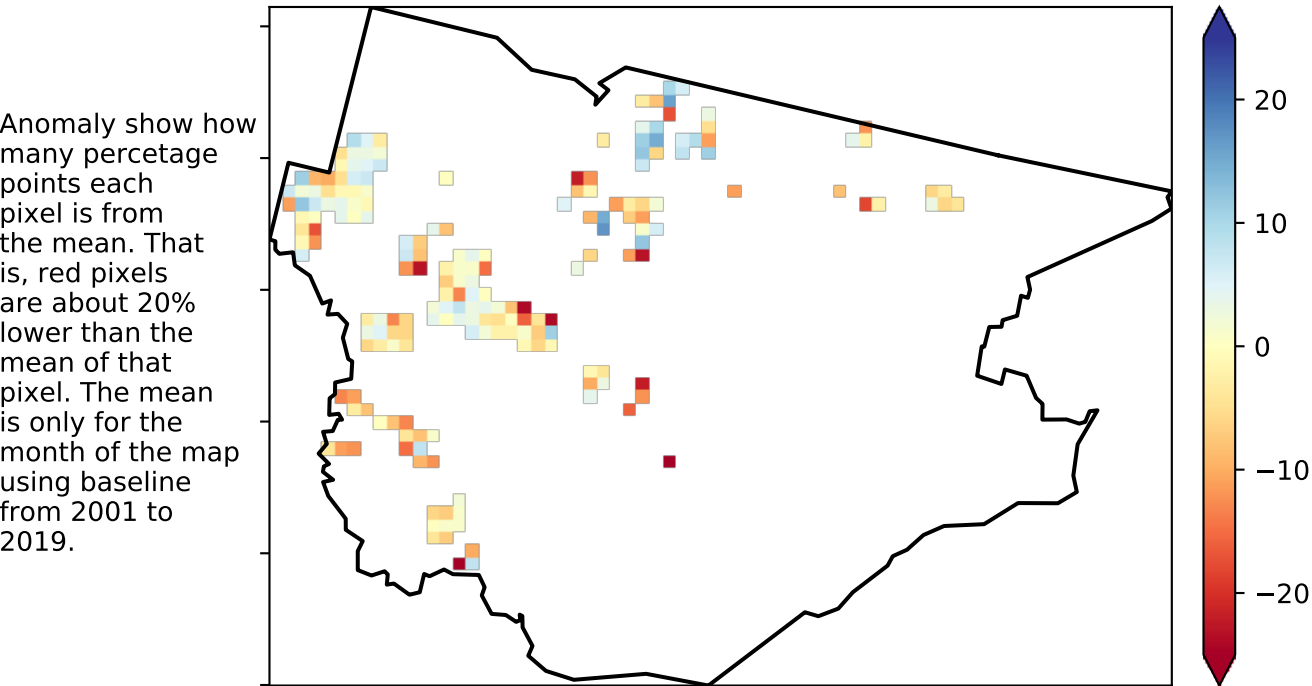 Anomaly show how
many percetage
points each
pixel is from
the mean. That
is, red pixels
are about 20%
lower than the
mean of that
pixel. The mean
is only for the
month of the map
using baseline
from 2001 to
2019.
20
10
0
−10
−20